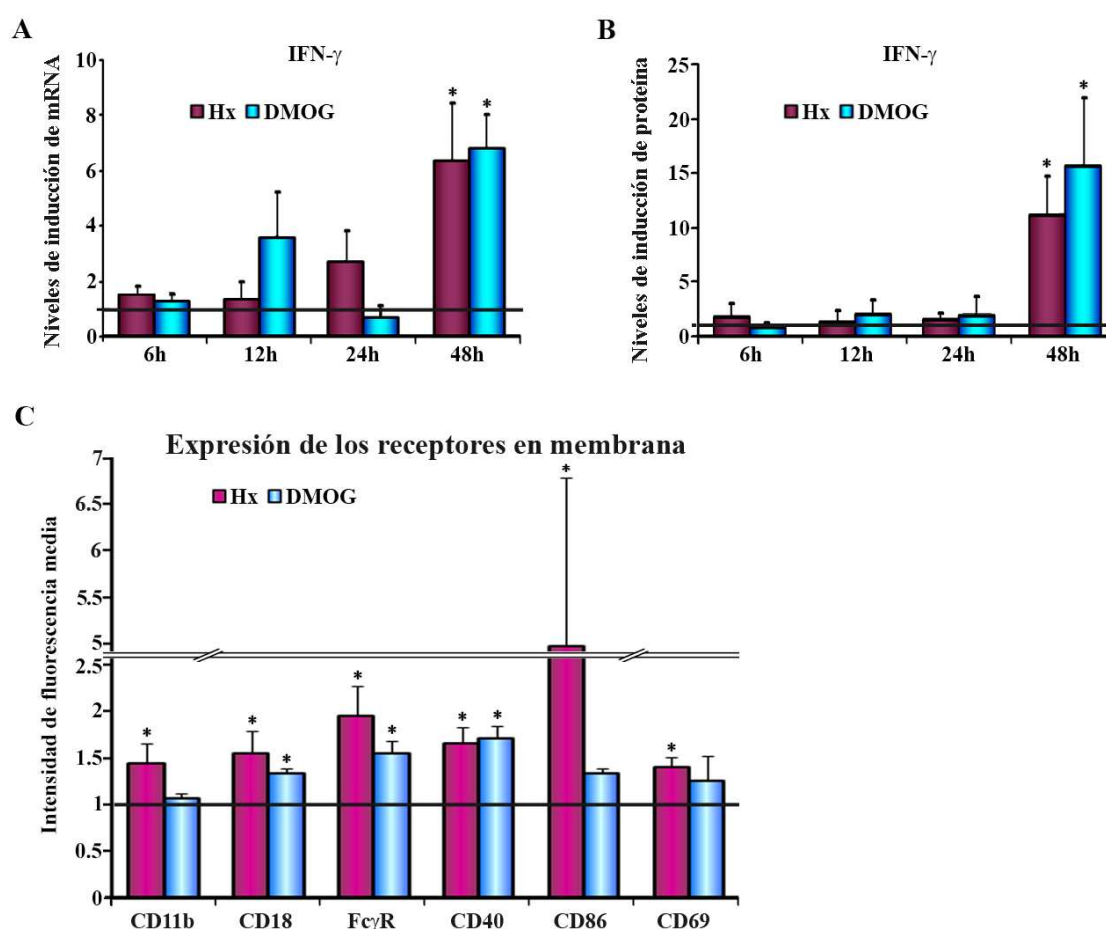 A
IFN-γ
Niveles de inducción de mRNA
10
8
6
4
2
0
Hx DMOG
* *
6h 12h 24h 48h
B
IFN-γ
Niveles de inducción de proteína
25
20
15
10
5
0
Hx DMOG
* *
6h 12h 24h 48h
C
Expresión de los receptores en membrana
Intensidad de fluorescencia media
7
6.5
6
5.5
5
2.5
2
1.5
1
0.5
0
Hx DMOG
* * * * * * * * *
CD11b CD18 FcγR CD40 CD86 CD69